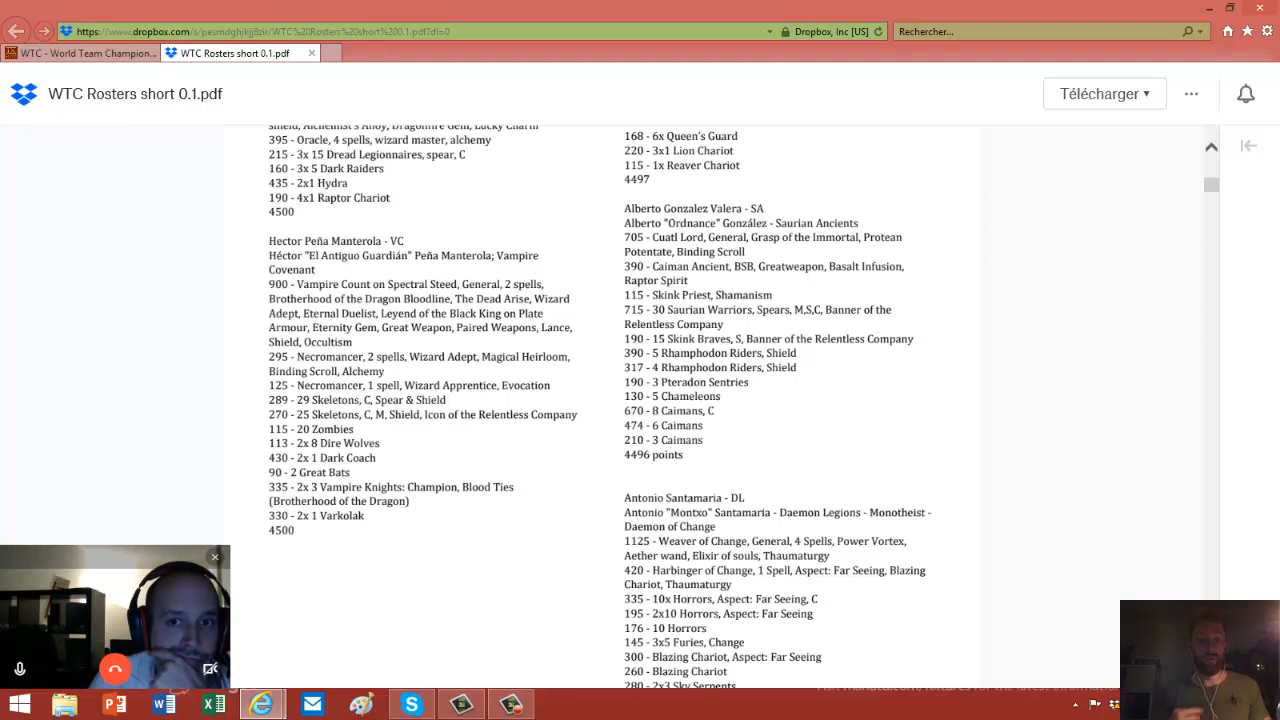 https://www.dropbox.com/s/pesmdghjkjj8zir/WTC%20Rosters%20short%200.1.pdf?dl=0
Dropbox, Inc [US]
Rechercher...
WTC - World Team Champion...
WTC Rosters short 0.1.pdf
WTC Rosters short 0.1.pdf
Télécharger
shield, Alchemist's Alloy, Dragonfire Gem, Lucky Charm
395 - Oracle, 4 spells, wizard master, alchemy
215 - 3x 15 Dread Legionnaires, spear, C
160 - 3x 5 Dark Raiders
435 - 2x1 Hydra
190 - 4x1 Raptor Chariot
4500
Hector Peña Manterola - VC
Héctor "El Antiguo Guardián" Peña Manterola; Vampire
Covenant
900 - Vampire Count on Spectral Steed, General, 2 spells,
Brotherhood of the Dragon Bloodline, The Dead Arise, Wizard
Adept, Eternal Duelist, Leyend of the Black King on Plate
Armour, Eternity Gem, Great Weapon, Paired Weapons, Lance,
Shield, Occultism
295 - Necromancer, 2 spells, Wizard Adept, Magical Heirloom,
Binding Scroll, Alchemy
125 - Necromancer, 1 spell, Wizard Apprentice, Evocation
289 - 29 Skeletons, C, Spear & Shield
270 - 25 Skeletons, C, M, Shield, Icon of the Relentless Company
115 - 20 Zombies
113 - 2x 8 Dire Wolves
430 - 2x 1 Dark Coach
90 - 2 Great Bats
335 - 2x 3 Vampire Knights: Champion, Blood Ties
(Brotherhood of the Dragon)
330 - 2x 1 Varkolak
4500
168 - 6x Queen's Guard
220 - 3x1 Lion Chariot
115 - 1x Reaver Chariot
4497
Alberto Gonzalez Valera - SA
Alberto "Ordnance" González - Saurian Ancients
705 - Cuatl Lord, General, Grasp of the Immortal, Protean
Potentate, Binding Scroll
390 - Caiman Ancient, BSB, Greatweapon, Basalt Infusion,
Raptor Spirit
115 - Skink Priest, Shamanism
715 - 30 Saurian Warriors, Spears, M,S,C, Banner of the
Relentless Company
190 - 15 Skink Braves, S, Banner of the Relentless Company
390 - 5 Rhamphodon Riders, Shield
317 - 4 Rhamphodon Riders, Shield
190 - 3 Pteradon Sentries
130 - 5 Chameleons
670 - 8 Caimans, C
474 - 6 Caimans
210 - 3 Caimans
4496 points
Antonio Santamaria - DL
Antonio "Montxo" Santamaria - Daemon Legions - Monotheist -
Daemon of Change
1125 - Weaver of Change, General, 4 Spells, Power Vortex,
Aether wand, Elixir of souls, Thaumaturgy
420 - Harbinger of Change, 1 Spell, Aspect: Far Seeing, Blazing
Chariot, Thaumaturgy
335 - 10x Horrors, Aspect: Far Seeing, C
195 - 2x10 Horrors, Aspect: Far Seeing
176 - 10 Horrors
145 - 3x5 Furies, Change
300 - Blazing Chariot, Aspect: Far Seeing
260 - Blazing Chariot
280 - 2x3 Sky Serpents